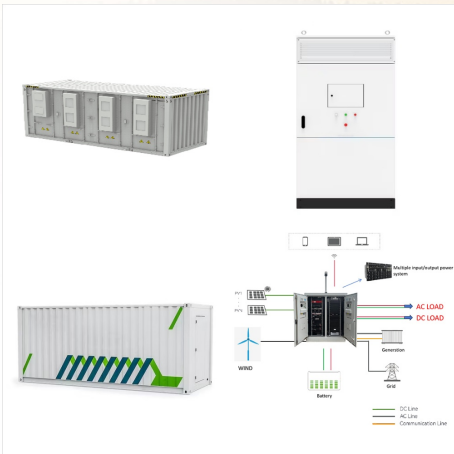 Multiple input/output power
system
PV1
PVn
AC LOAD
DC LOAD
WIND
Generation
Grid
Battery
DC Line
AC Line
Communication Line